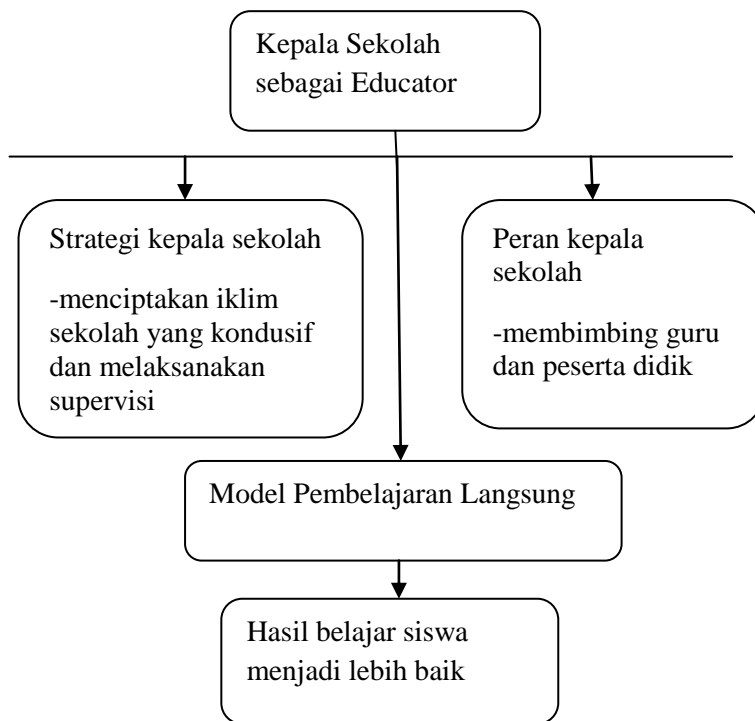 Kepala Sekolah
sebagai Educator
Strategi kepala sekolah
-menciptakan iklim
sekolah yang kondusif
dan melaksanakan
supervisi
Peran kepala
sekolah
-membimbing guru
dan peserta didik
Model Pembelajaran Langsung
Hasil belajar siswa
menjadi lebih baik